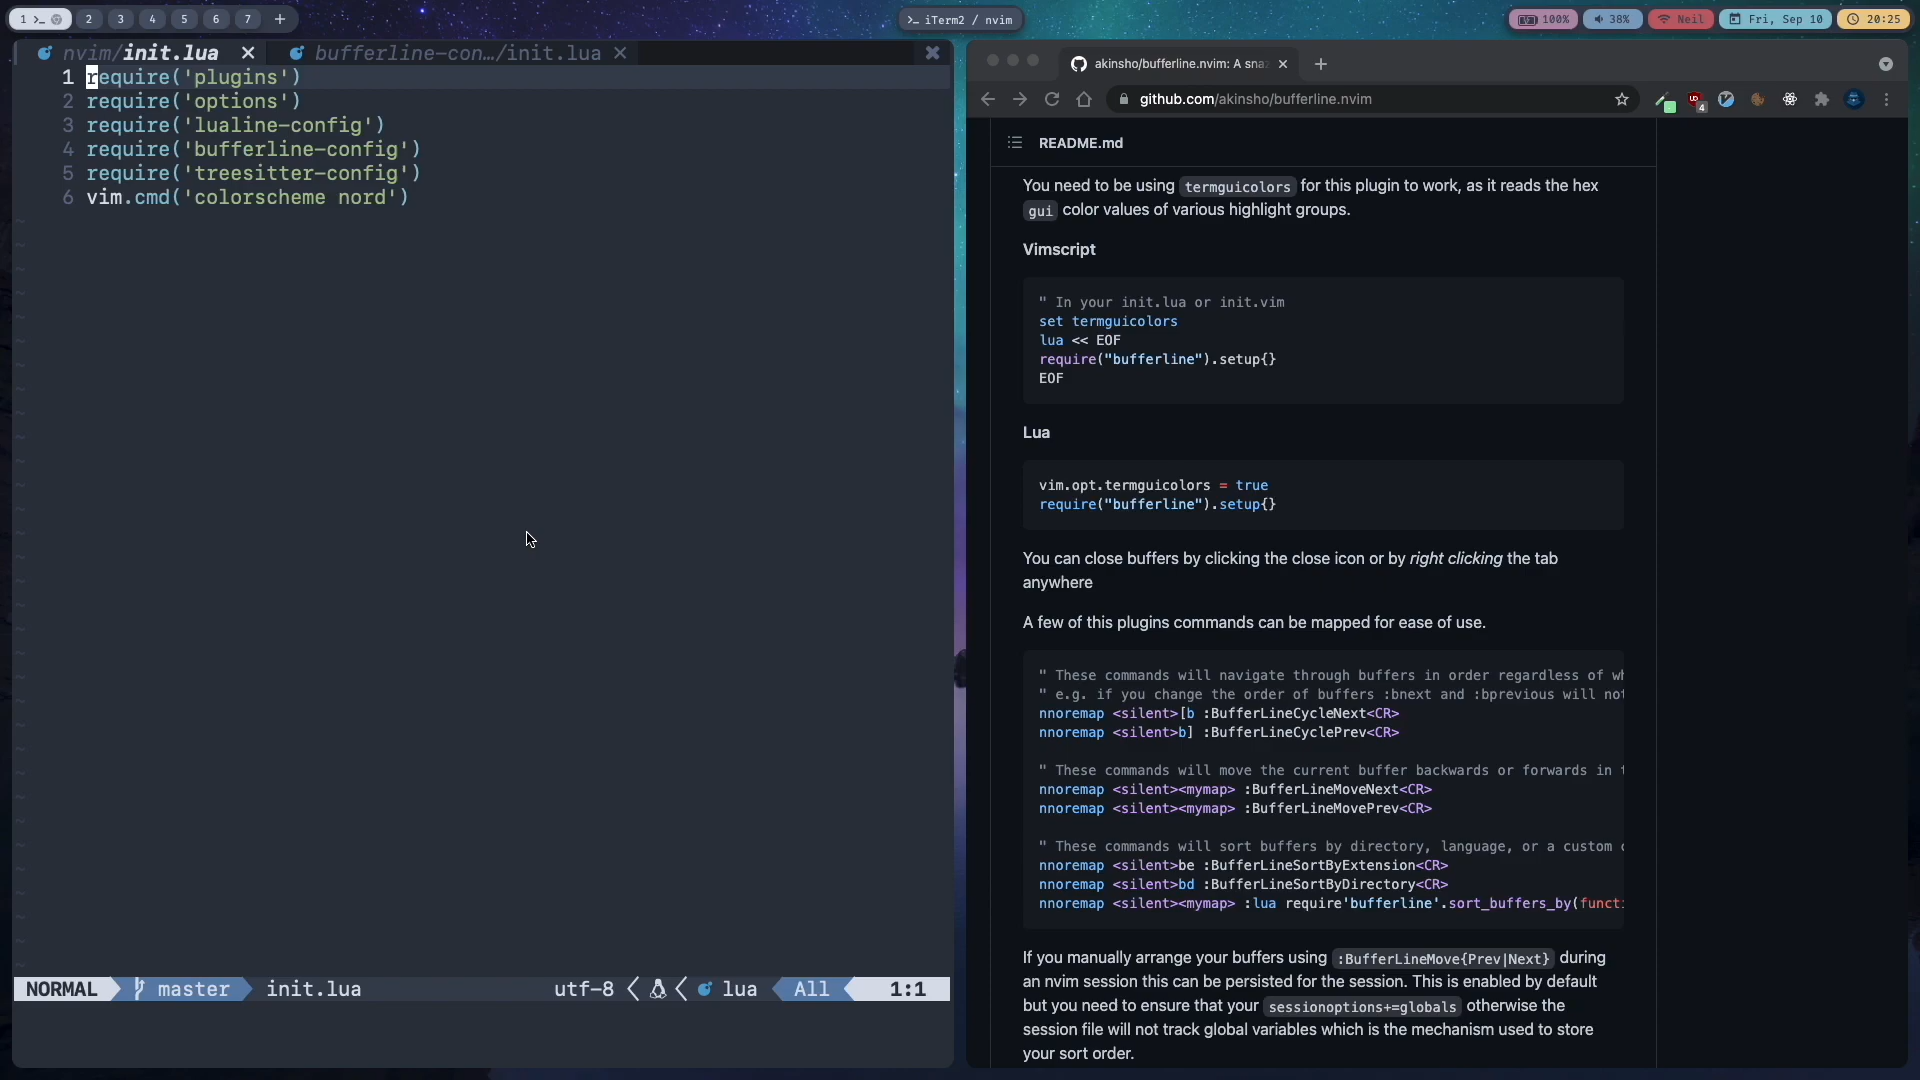 1 >_ 2 3 4 5 6 7 +
>_ iTerm2 / nvim
100% 38% Neil Fri, Sep 10 20:25
nvim/init.lua × bufferline-con…/init.lua ×
1 require('plugins')
2 require('options')
3 require('lualine-config')
4 require('bufferline-config')
5 require('treesitter-config')
6 vim.cmd('colorscheme nord')
NORMAL master init.lua utf-8 lua All 1:1
akinsho/bufferline.nvim: A sna
github.com/akinsho/bufferline.nvim
4
README.md
You need to be using termguicolors for this plugin to work, as it reads the hex
gui color values of various highlight groups.
Vimscript
" In your init.lua or init.vim
set termguicolors
lua << EOF
require("bufferline").setup{}
EOF
Lua
vim.opt.termguicolors = true
require("bufferline").setup{}
You can close buffers by clicking the close icon or by right clicking the tab
anywhere
A few of this plugins commands can be mapped for ease of use.
" These commands will navigate through buffers in order regardless of wh
" e.g. if you change the order of buffers :bnext and :bprevious will not
nnoremap <silent>[b :BufferLineCycleNext<CR>
nnoremap <silent>b] :BufferLineCyclePrev<CR>
" These commands will move the current buffer backwards or forwards in t
nnoremap <silent><mymap> :BufferLineMoveNext<CR>
nnoremap <silent><mymap> :BufferLineMovePrev<CR>
" These commands will sort buffers by directory, language, or a custom c
nnoremap <silent>be :BufferLineSortByExtension<CR>
nnoremap <silent>bd :BufferLineSortByDirectory<CR>
nnoremap <silent><mymap> :lua require'bufferline'.sort_buffers_by(functi
If you manually arrange your buffers using :BufferLineMove{Prev|Next} during
an nvim session this can be persisted for the session. This is enabled by default
but you need to ensure that your sessionoptions+=globals otherwise the
session file will not track global variables which is the mechanism used to store
your sort order.